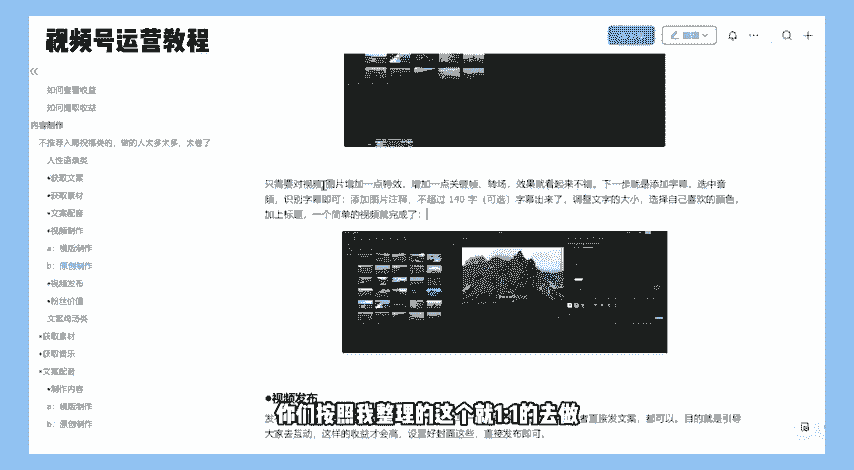 视频号运营教程
如何查看收益
如何提取收益
内容制作
不推荐入局祝福类的，做的人太多太多，太卷了
人性语录类
•获取文案
•获取素材
•文案配音
•视频制作
a：横版制作
b：原创制作
•视频发布
•粉丝价值
文案鸡汤类
•获取素材
•获取音乐
•文案配音
•制作内容
a：横版制作
b：原创制作
编辑
只需要对视频图片增加一点特效，增加一点关键帧，转场，效果就看起来不错。下一步就是添加字幕，选中音
频，识别字幕即可：添加图片注释，不超过 140 字（可选）字幕出来了，调整文字的大小，选择自己喜欢的颜色，
加上标题，一个简单的视频就完成了：
•视频发布
直接发文案，都可以。目的就是引导
大家去互动，这样的收益才会高，设置好封面这些，直接发布即可。
你们按照我整理的这个就1:1的去做